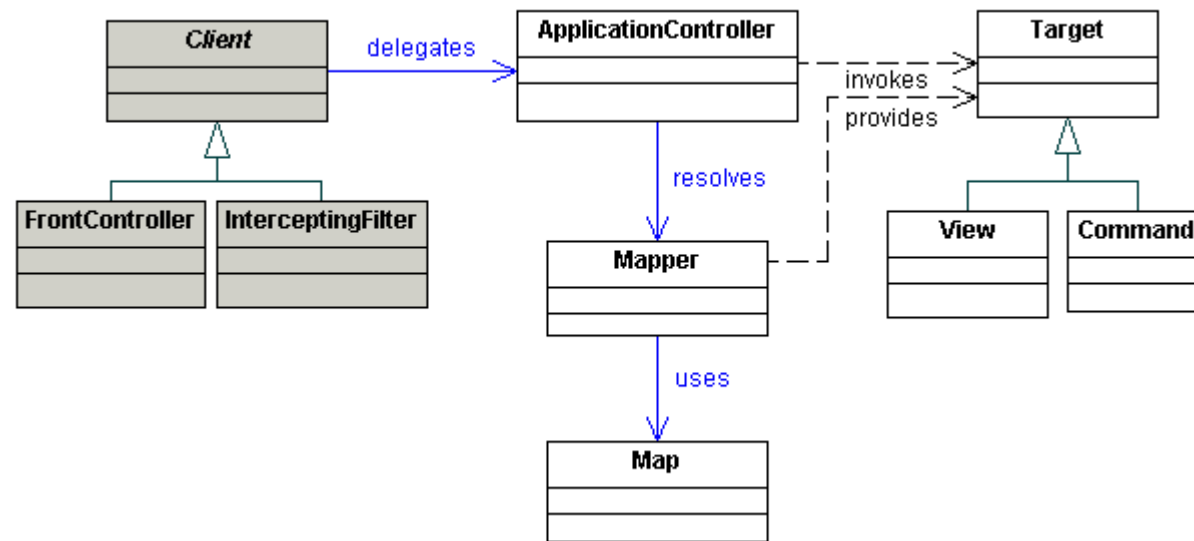 Client
delegates
ApplicationController
Target
invokes
provides
resolves
FrontController
InterceptingFilter
Mapper
View
Command
uses
Map